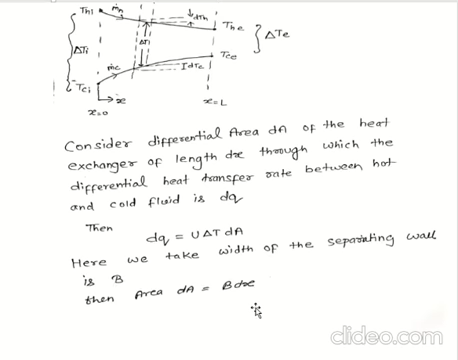 Thi ṁh dTh The
ΔTi ΔT ΔTe
ṁc Tce
Tci dTc
x
x=0 x=L
Consider differential Area dA of the heat
exchanger of length dx through which the
differential heat transfer rate between hot
and cold fluid is dq
Then
dq = U ΔT dA
Here we take width of the separating wall
is B
then Area dA = Bdx
clideo.com